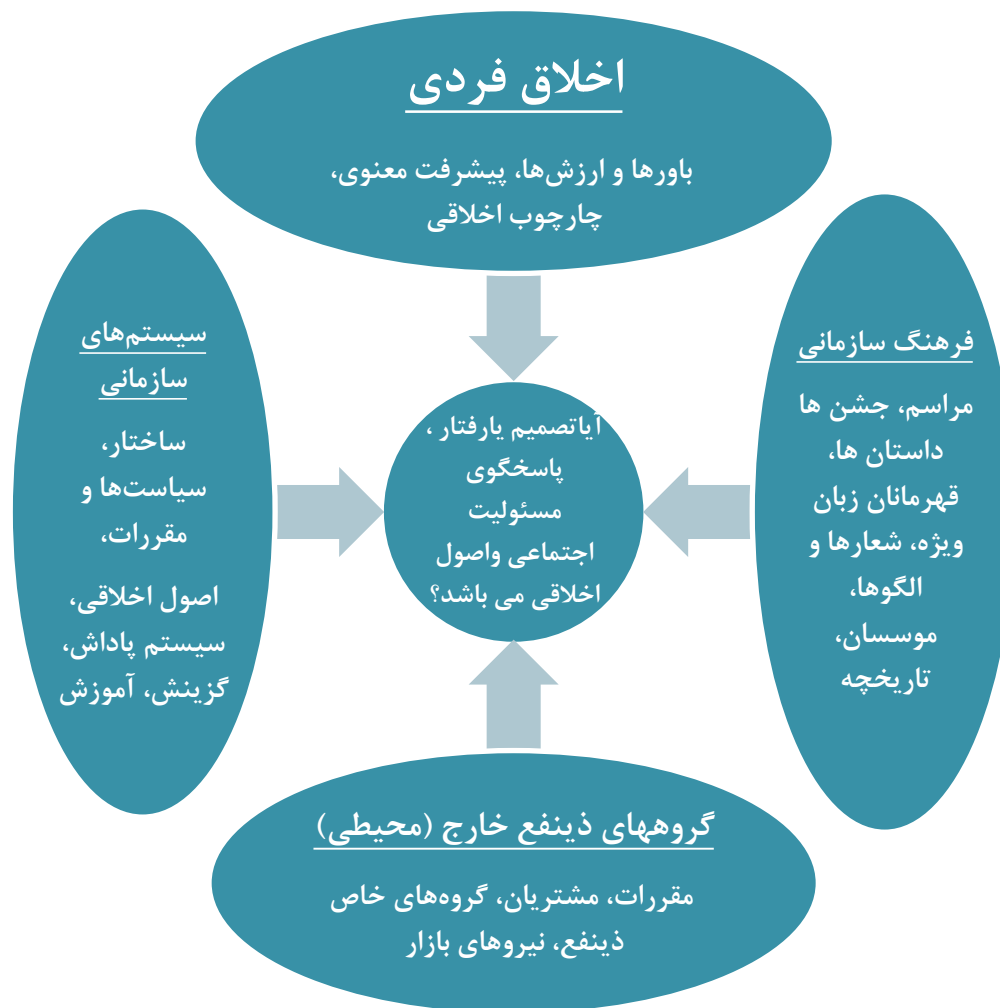 اخلاق فردی
باورها و ارزش‌ها، پیشرفت معنوی،
چارچوب اخلاقی
فرهنگ سازمانی
مراسم، جشن ها
داستان ها،
قهرمانان زبان
ویژه، شعارها و
الگوها،
موسسان،
تاریخچه
سیستم‌های
سازمانی
ساختار،
سیاست‌ها و
مقررات،
اصول اخلاقی،
سیستم پاداش،
گزینش، آموزش
آیاتصمیم یارفتار ،
پاسخگوی
مسئولیت
اجتماعی واصول
اخلاقی می باشد؟
گروههای ذینفع خارج (محیطی)
مقررات، مشتریان، گروه‌های خاص
ذینفع، نیروهای بازار